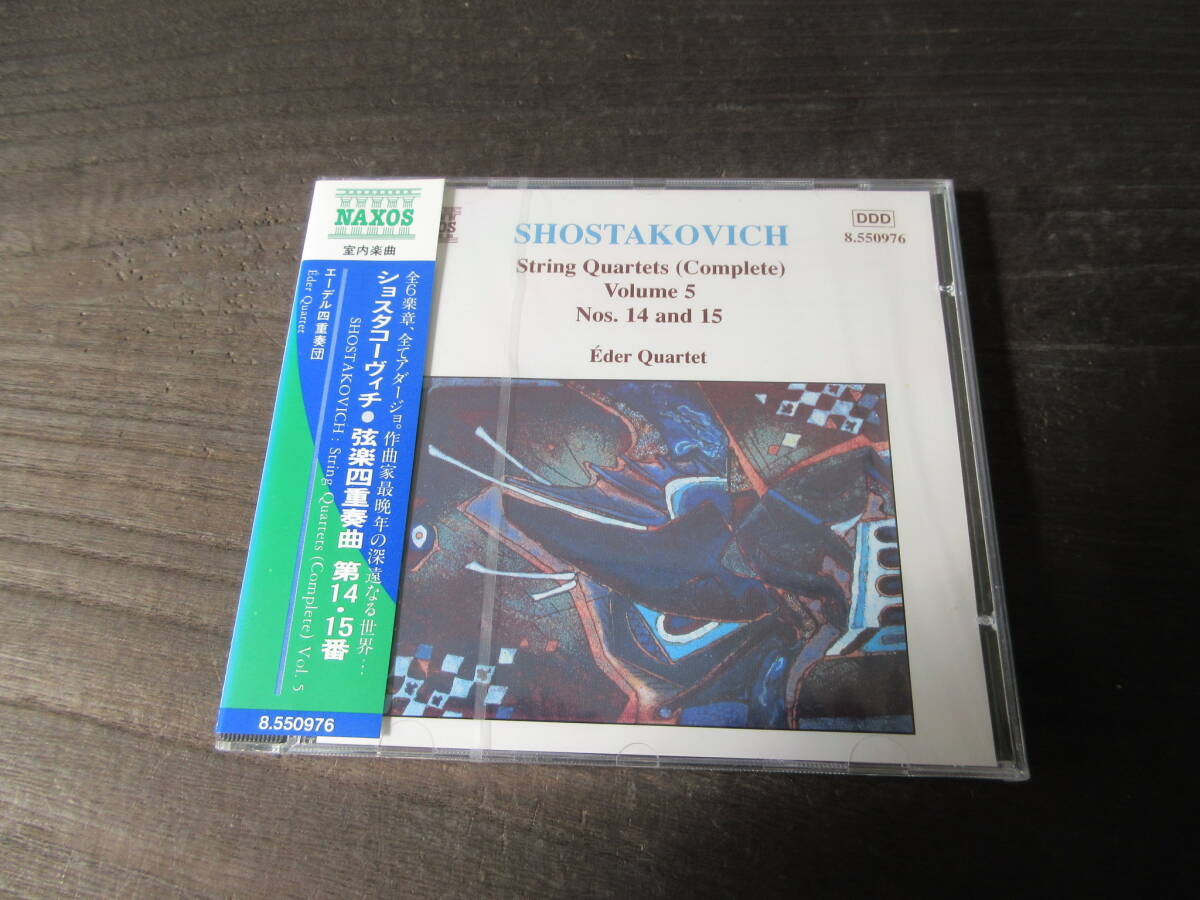 NAXOS
室内楽曲
全6楽章、全てアダージョ。作曲家最晩年の深遠なる世界…
ショスタコーヴィチ●弦楽四重奏曲 第14・15番
SHOSTAKOVICH: String Quartets (Complete) Vol. 5
エーデル四重奏団
Éder Quartet
8.550976
SHOSTAKOVICH
String Quartets (Complete)
Volume 5
Nos. 14 and 15
Éder Quartet
DDD
8.550976